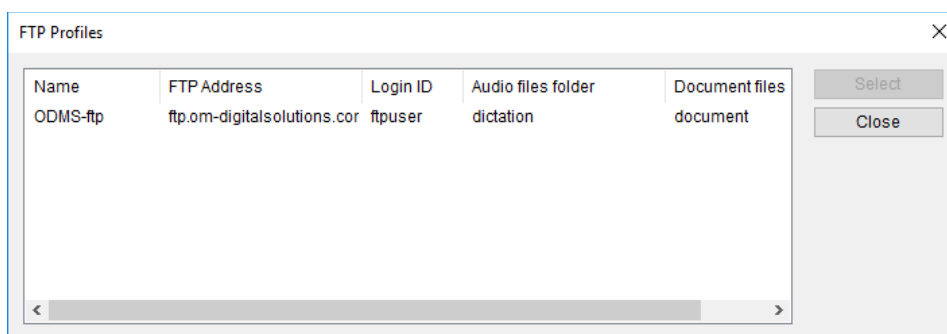 FTP Profiles
Name FTP Address Login ID Audio files folder Document files
ODMS-ftp ftp.om-digitalsolutions.cor ftpuser dictation document
Select
Close